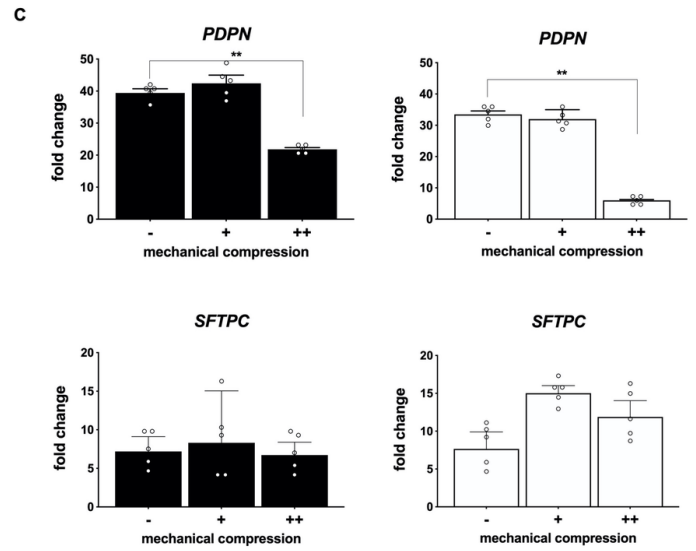 C
PDPN
**
fold change
50
40
30
20
10
0
- + ++
mechanical compression
PDPN
**
fold change
50
40
30
20
10
0
- + ++
mechanical compression
SFTPC
fold change
20
15
10
5
0
- + ++
mechanical compression
SFTPC
fold change
20
15
10
5
0
- + ++
mechanical compression